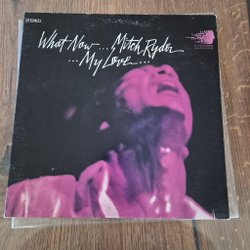 STEREO
What Now... Mitch Ryder
...My Love...